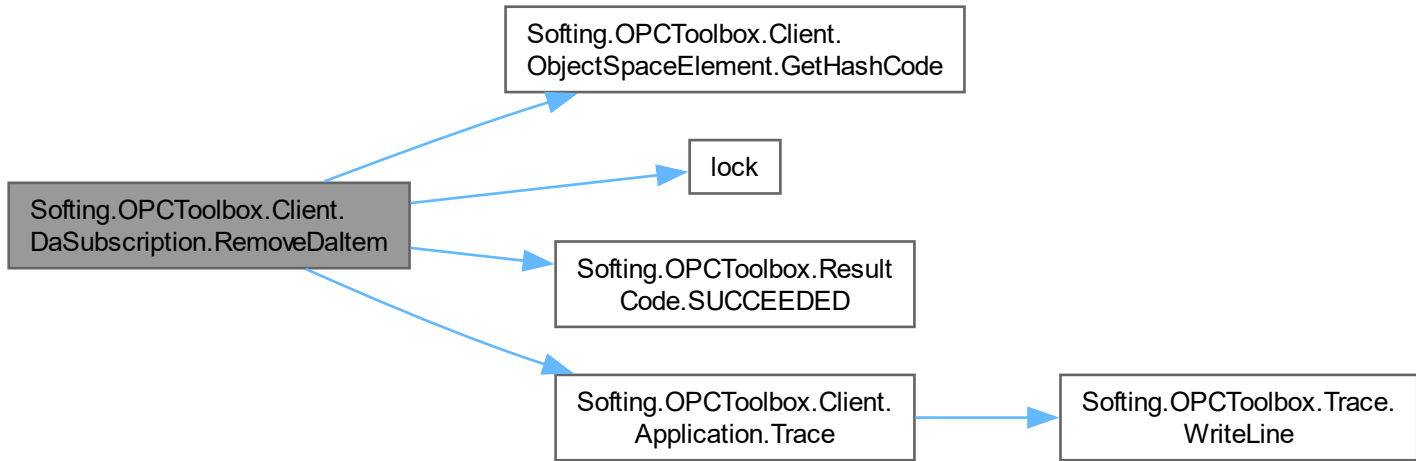 Softing.OPCToolbox.Client.
ObjectSpaceElement.GetHashCode
lock
Softing.OPCToolbox.Client.
DaSubscription.RemoveDaItem
Softing.OPCToolbox.Result
Code.SUCCEEDED
Softing.OPCToolbox.Client.
Application.Trace
Softing.OPCToolbox.Trace.
WriteLine